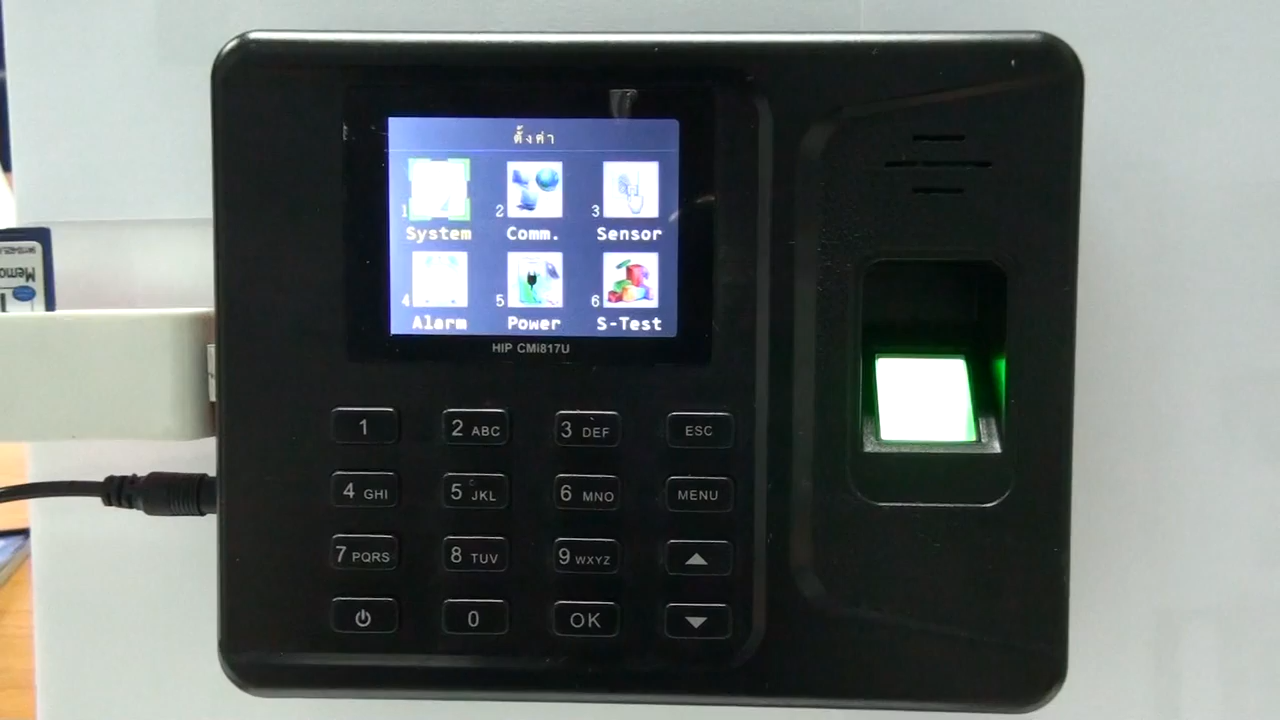 ตั้งค่า
1 2 3
System Comm. Sensor
4 5 6
Alarm Power S-Test
HIP CMi817U
1 2 ABC 3 DEF ESC
4 GHI 5 JKL 6 MNO MENU
7 PQRS 8 TUV 9 WXYZ
0 OK
Memo